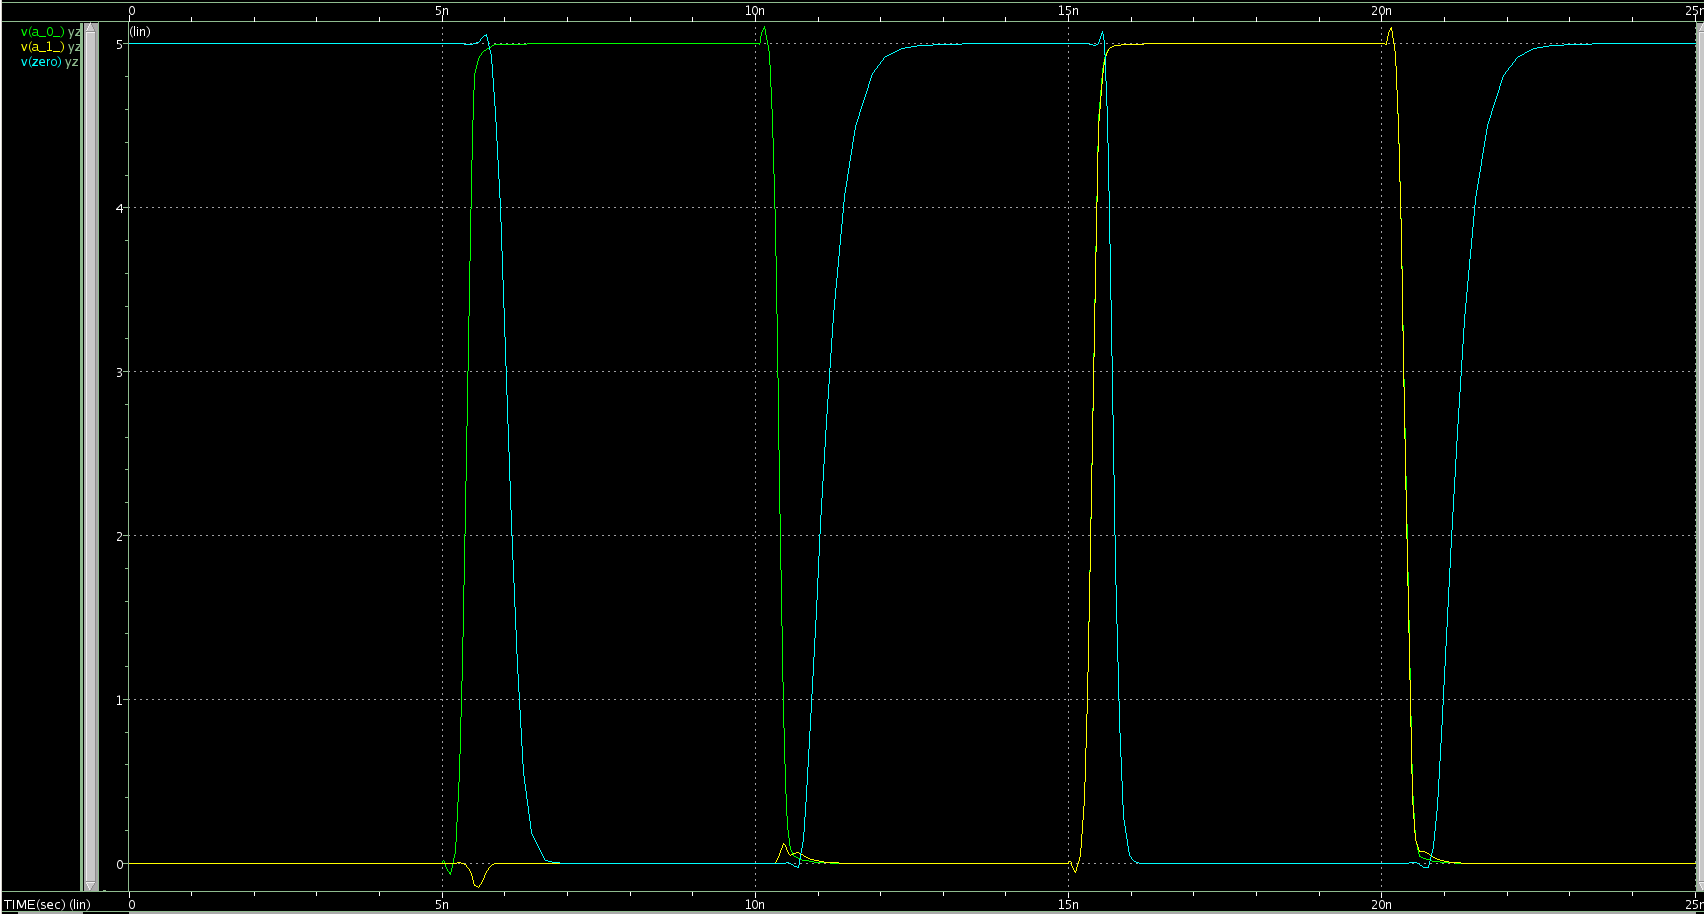 0 5n 10n 15n 20n 25n
v(a_0_) yz
v(a_1_) yz
v(zero) yz
(lin)
5
4
3
2
1
0
TIME(sec) (lin) 5n 10n 15n 20n 25n